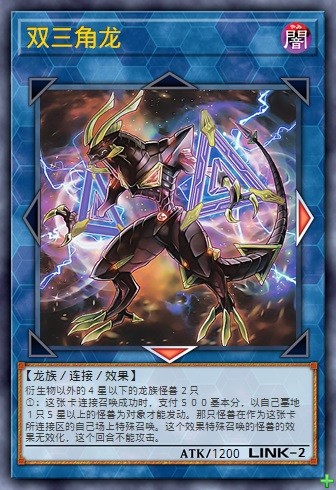 双三角龙
闇
【龙族／连接／效果】
衍生物以外的４星以下的龙族怪兽２只
①：这张卡连接召唤成功时，支付５００基本分，以自己墓地
１只５星以上的怪兽为对象才能发动。那只怪兽在作为这张卡
所连接区的自己场上特殊召唤。这个效果特殊召唤的怪兽的效
果无效化，这个回合不能攻击。
ATK/1200 LINK-2